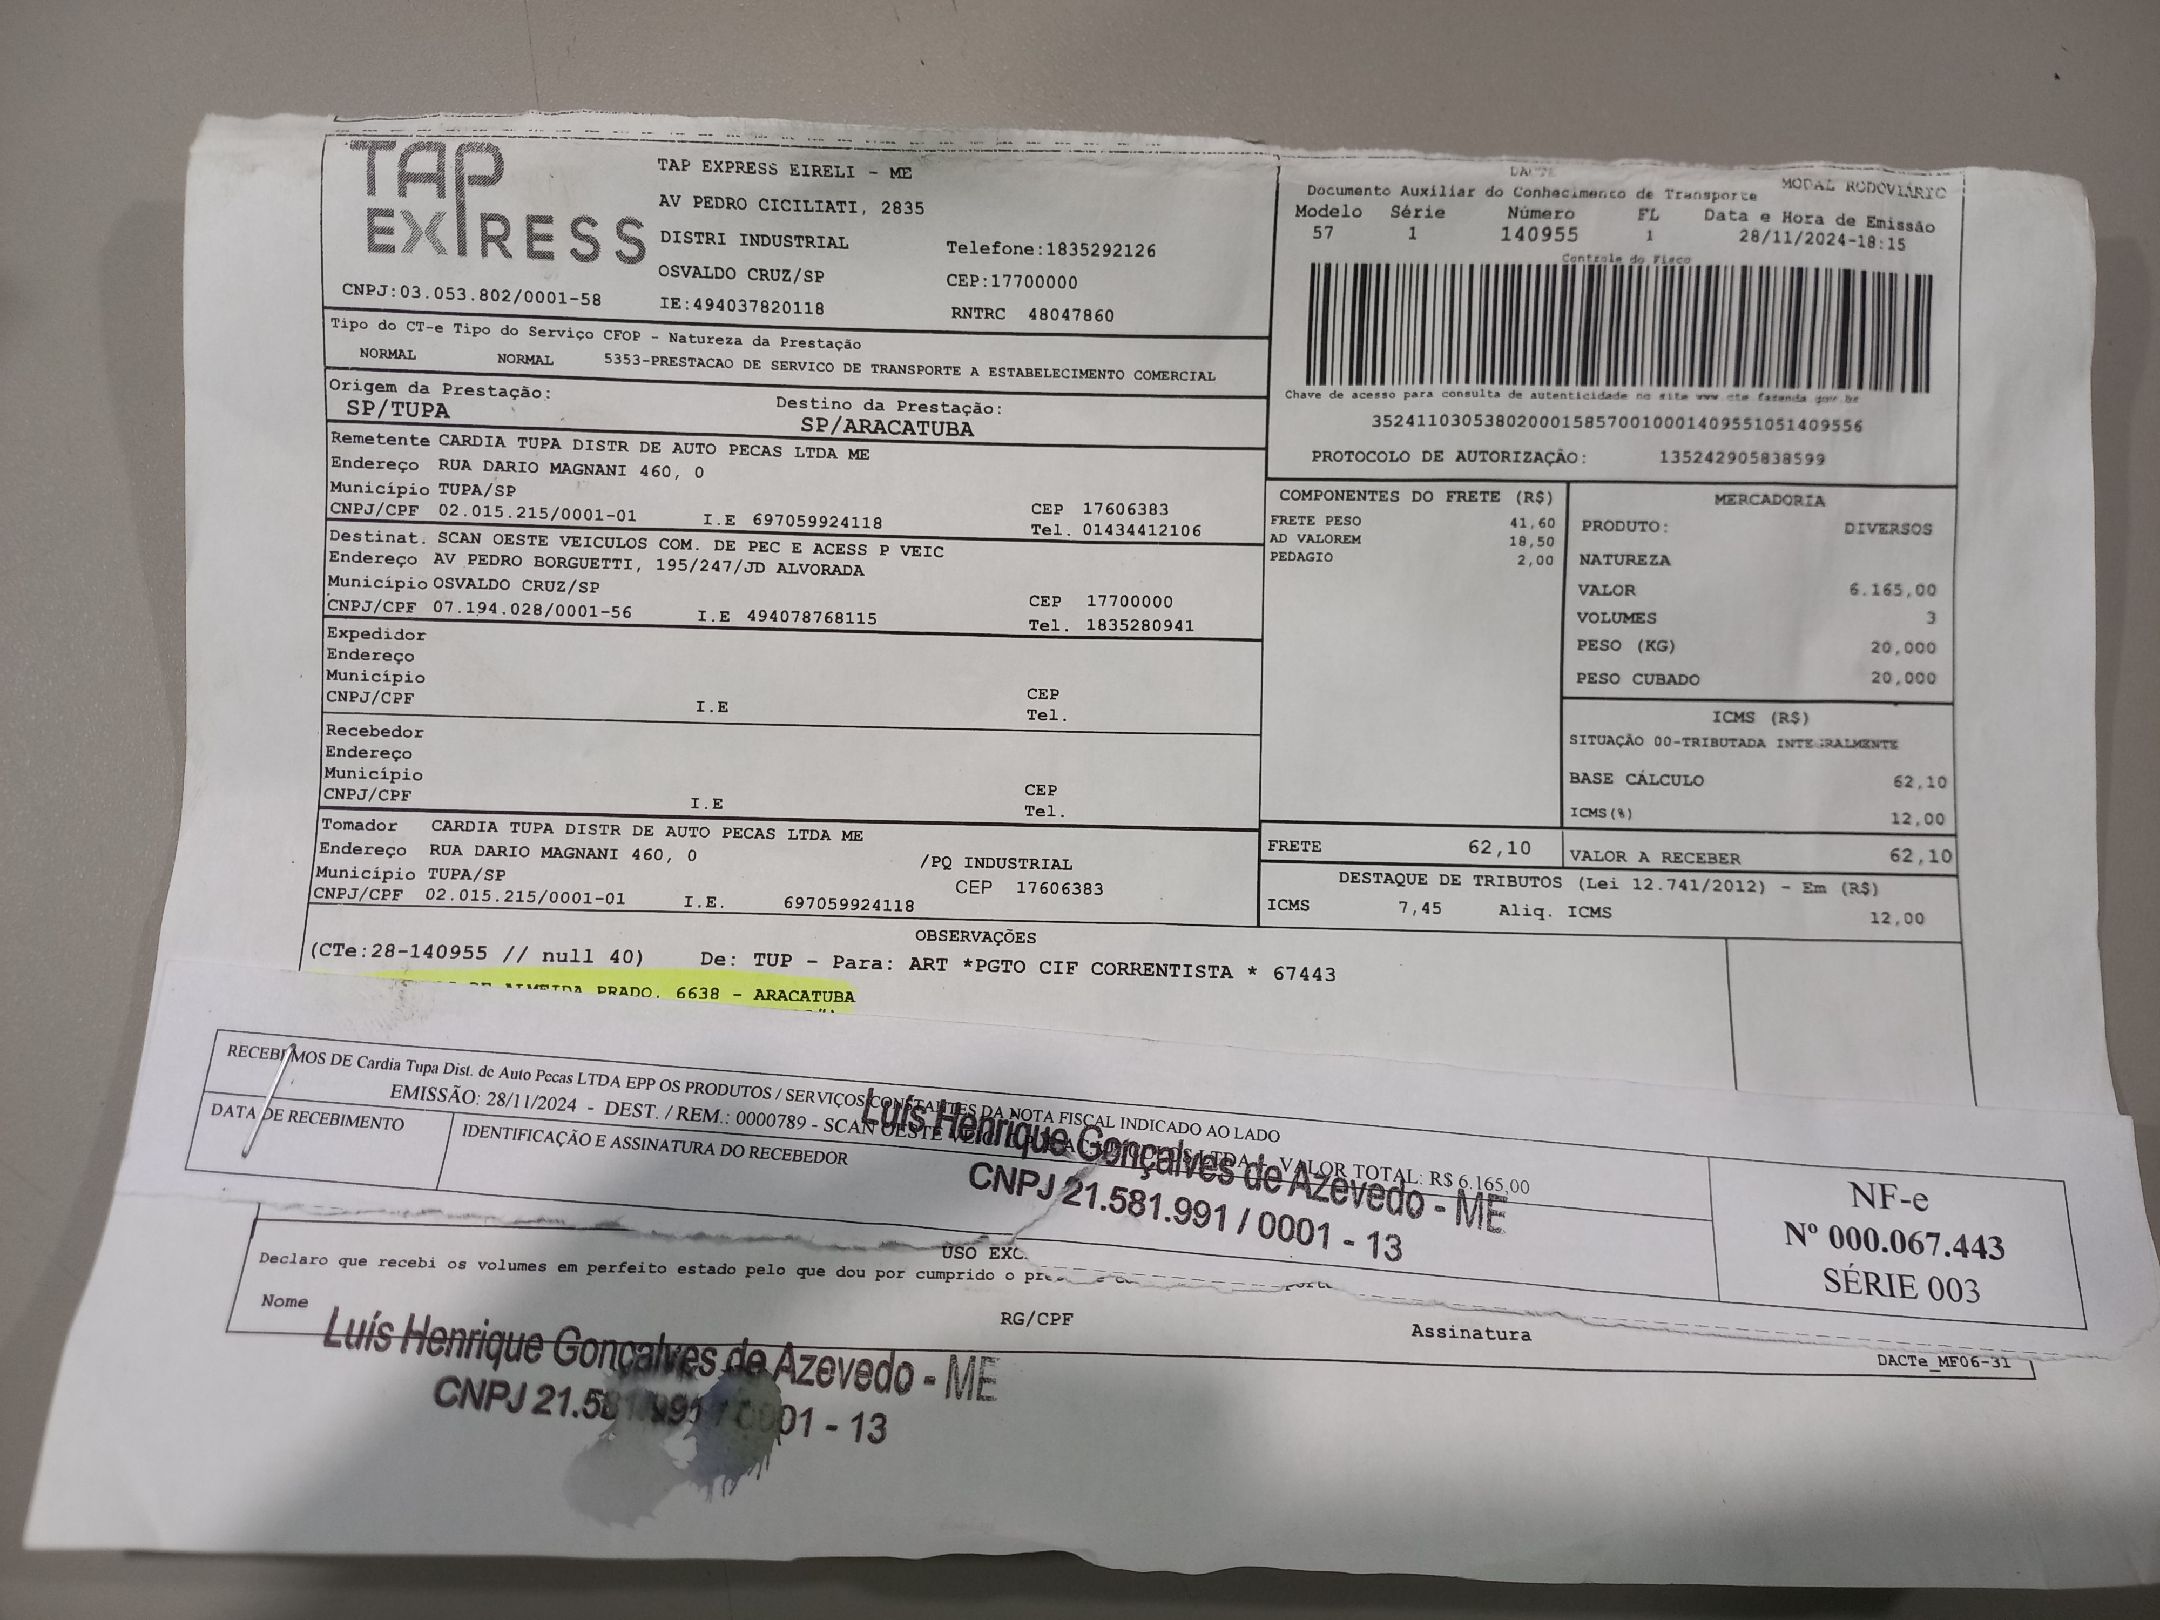 TAP EXPRESS
TAP EXPRESS EIRELI - ME
AV PEDRO CICILIATI, 2835
DISTRI INDUSTRIAL
Telefone:1835292126
OSVALDO CRUZ/SP
CEP:17700000
CNPJ:03.053.802/0001-58
IE:494037820118
RNTRC 48047860
DACTE
MODAL RODOVIÁRIO
Documento Auxiliar do Conhecimento de Transporte
Modelo Série Número FL Data e Hora de Emissão
57 1 140955 1 28/11/2024-18:15
Controle do Fisco
Chave de acesso para consulta de autenticidade no site www.cte.fazenda.gov.br
35241103053802000158570010001409551051409556
PROTOCOLO DE AUTORIZAÇÃO: 135242905838599
Tipo do CT-e Tipo do Serviço CFOP - Natureza da Prestação
NORMAL NORMAL 5353-PRESTACAO DE SERVICO DE TRANSPORTE A ESTABELECIMENTO COMERCIAL
Origem da Prestação: Destino da Prestação:
SP/TUPA SP/ARACATUBA
Remetente CARDIA TUPA DISTR DE AUTO PECAS LTDA ME
Endereço RUA DARIO MAGNANI 460, 0
Município TUPA/SP CEP 17606383
CNPJ/CPF 02.015.215/0001-01 I.E 697059924118 Tel. 01434412106
Destinat. SCAN OESTE VEICULOS COM. DE PEC E ACESS P VEIC
Endereço AV PEDRO BORGUETTI, 195/247/JD ALVORADA
Município OSVALDO CRUZ/SP CEP 17700000
CNPJ/CPF 07.194.028/0001-56 I.E 494078768115 Tel. 1835280941
Expedidor
Endereço
Município CEP
CNPJ/CPF I.E Tel.
Recebedor
Endereço
Município CEP
CNPJ/CPF I.E Tel.
Tomador CARDIA TUPA DISTR DE AUTO PECAS LTDA ME
Endereço RUA DARIO MAGNANI 460, 0 /PQ INDUSTRIAL
Município TUPA/SP CEP 17606383
CNPJ/CPF 02.015.215/0001-01 I.E. 697059924118
COMPONENTES DO FRETE (R$)
FRETE PESO 41,60
AD VALOREM 18,50
PEDAGIO 2,00
MERCADORIA
PRODUTO: DIVERSOS
NATUREZA
VALOR 6.165,00
VOLUMES 3
PESO (KG) 20,000
PESO CUBADO 20,000
ICMS (R$)
SITUAÇÃO 00-TRIBUTADA INTEGRALMENTE
BASE CÁLCULO 62,10
ICMS(%) 12,00
FRETE 62,10 VALOR A RECEBER 62,10
DESTAQUE DE TRIBUTOS (Lei 12.741/2012) - Em (R$)
ICMS 7,45 Aliq. ICMS 12,00
OBSERVAÇÕES
(CTe:28-140955 // null 40) De: TUP - Para: ART *PGTO CIF CORRENTISTA * 67443
DE ALMEIDA PRADO, 6638 - ARACATUBA
RECEBEMOS DE Cardia Tupa Dist. de Auto Pecas LTDA EPP OS PRODUTOS / SERVIÇOS CONSTANTES DA NOTA FISCAL INDICADO AO LADO
EMISSÃO: 28/11/2024 - DEST. / REM.: 0000789 - SCAN OESTE LTDA VALOR TOTAL: R$ 6.165,00
DATA DE RECEBIMENTO
IDENTIFICAÇÃO E ASSINATURA DO RECEBEDOR
Luís Henrique Gonçalves de Azevedo - ME
CNPJ 21.581.991 / 0001 - 13
NF-e
Nº 000.067.443
SÉRIE 003
USO EXC
Declaro que recebi os volumes em perfeito estado pelo que dou por cumprido o
Nome RG/CPF Assinatura
DACTe_MF06-31
Luís Henrique Gonçalves de Azevedo - ME
CNPJ 21.581.991 / 0001 - 13